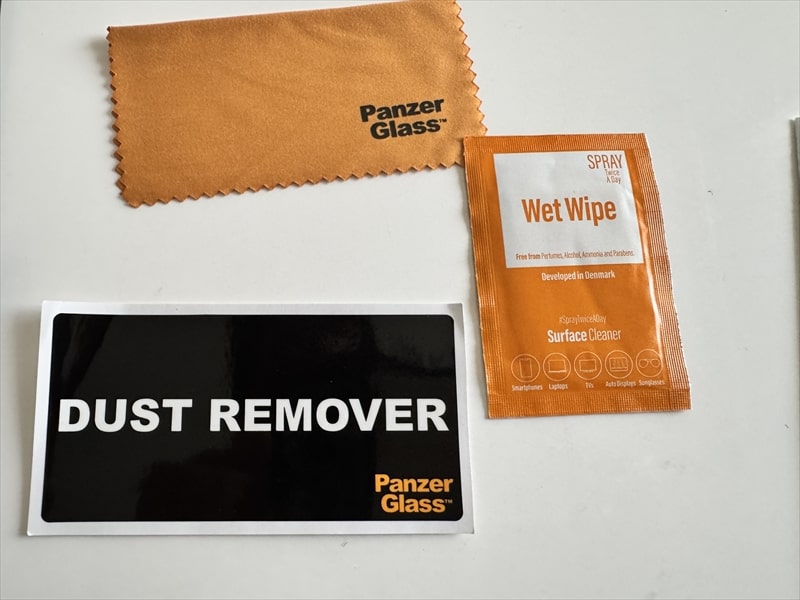 Panzer
Glass™
SPRAY
Twice
A Day
Wet Wipe
Free from Perfumes, Alcohol, Ammonia and Parabens
Developed in Denmark
#SprayTwiceADay
Surface Cleaner
Smartphones Laptops TVs Auto Displays Sunglasses
DUST REMOVER
Panzer
Glass™